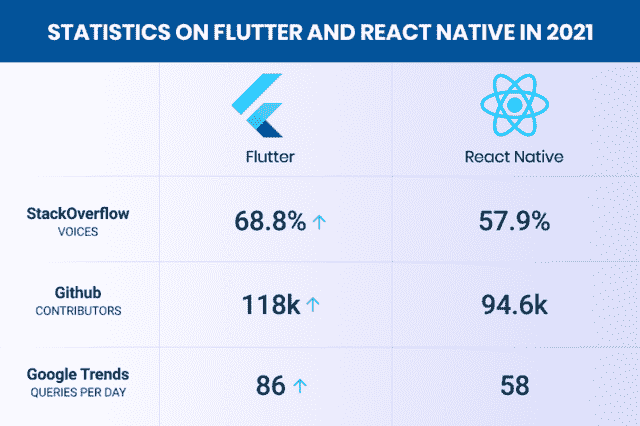 STATISTICS ON FLUTTER AND REACT NATIVE IN 2021
Flutter
React Native
StackOverflow
VOICES
68.8% ↑
57.9%
Github
CONTRIBUTORS
118k ↑
94.6k
Google Trends
QUERIES PER DAY
86 ↑
58